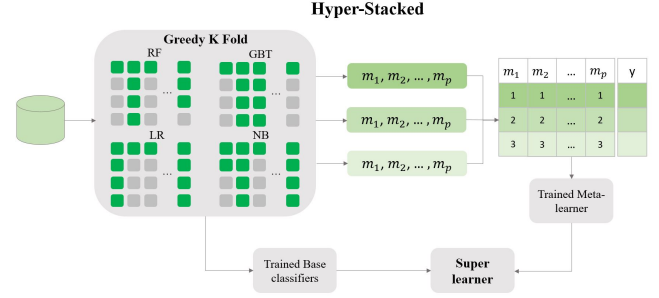 Hyper-Stacked
Greedy K Fold
RF
GBT
...
...
LR
NB
...
...
m₁, m₂, ..., mₚ
m₁, m₂, ..., mₚ
m₁, m₂, ..., mₚ
m₁ m₂ ... mₚ y
1 1 ... 1
2 2 ... 2
3 3 ... 3
Trained Meta-
learner
Trained Base
classifiers
Super
learner